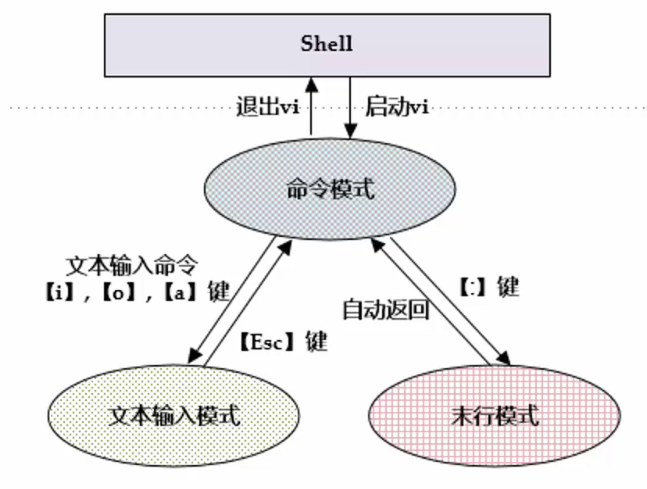 Shell
退出vi
启动vi
命令模式
文本输入命令
【i】,【o】,【a】键
【:】键
自动返回
【Esc】键
文本输入模式
末行模式